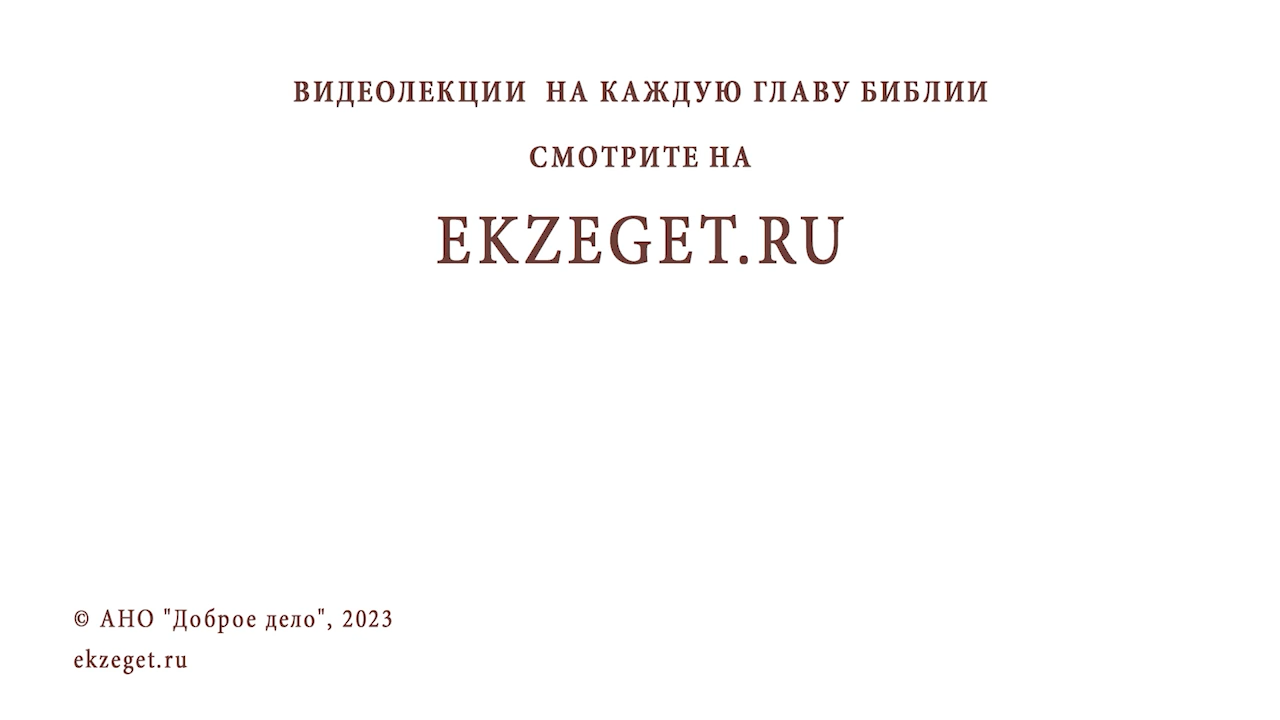 ВИДЕОЛЕКЦИИ НА КАЖДУЮ ГЛАВУ БИБЛИИ
СМОТРИТЕ НА
EKZEGET.RU
© АНО "Доброе дело", 2023
ekzeget.ru